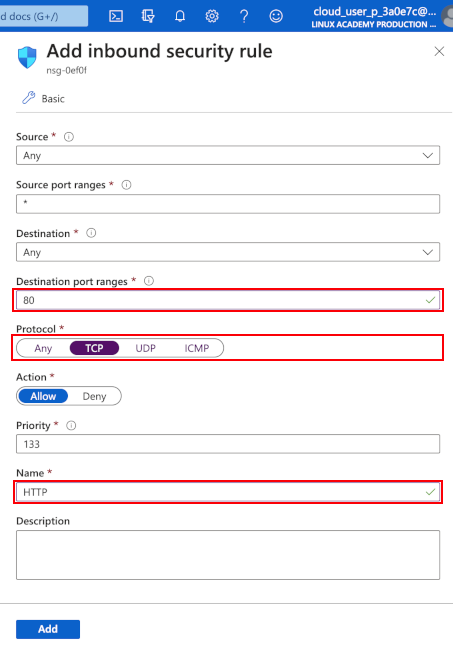 d docs (G+/)
cloud_user_p_3a0e7c@...
LINUX ACADEMY PRODUCTION ...
Add inbound security rule
nsg-0ef0f
Basic
Source *
Any
Source port ranges *
*
Destination *
Any
Destination port ranges *
80
Protocol *
Any TCP UDP ICMP
Action *
Allow Deny
Priority *
133
Name *
HTTP
Description
Add